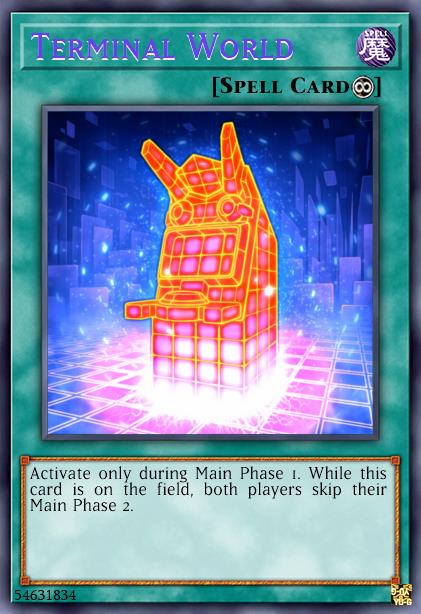 Terminal World
SPELL
魔
[Spell Card]
Activate only during Main Phase 1. While this
card is on the field, both players skip their
Main Phase 2.
54631834